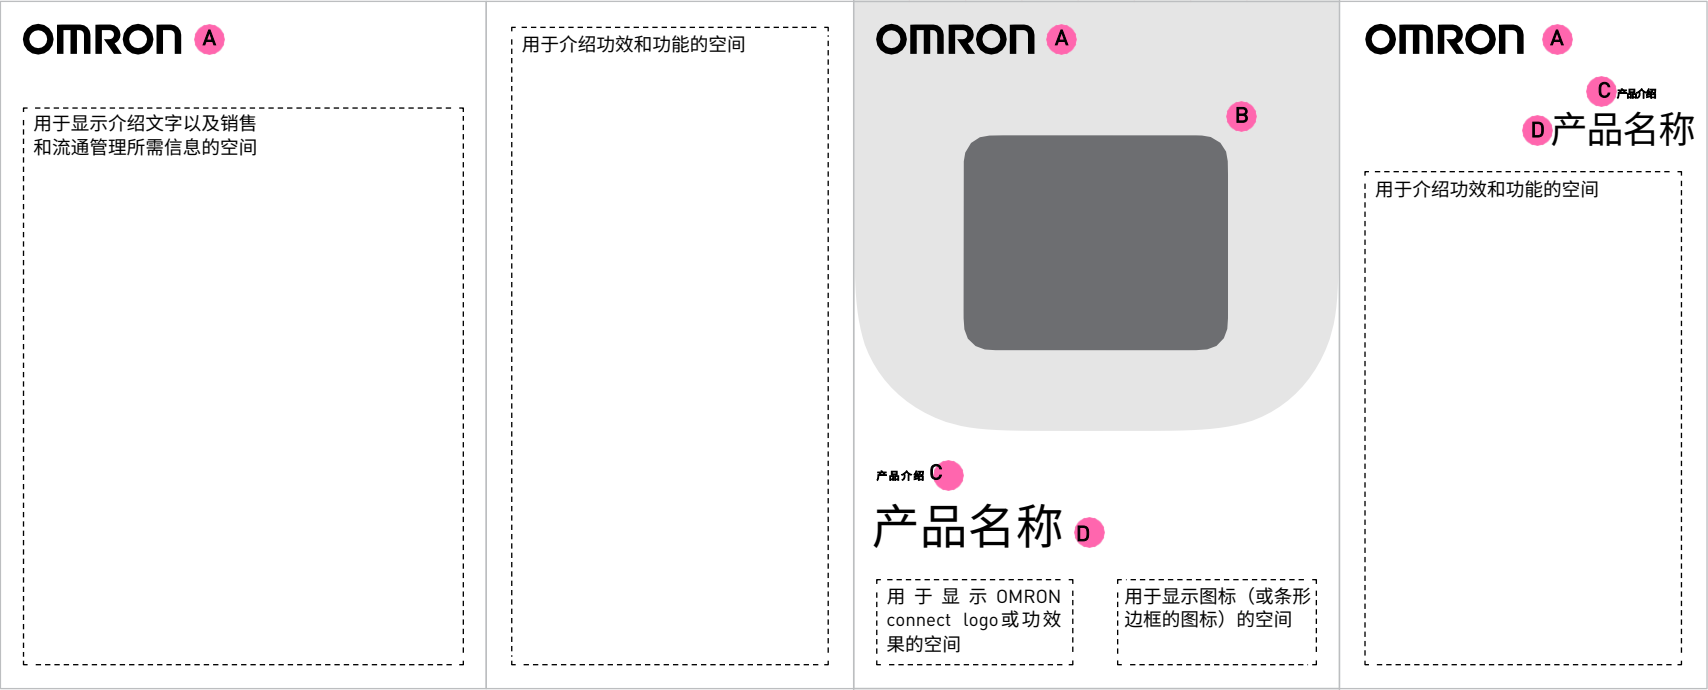 OMRON A
用于显示介绍文字以及销售
和流通管理所需信息的空间
用于介绍功效和功能的空间
OMRON A
B
产品介绍 C
产品名称 D
用于显示OMRON
connect logo或功效
果的空间
用于显示图标（或条形
边框的图标）的空间
OMRON A
C 产品介绍
D 产品名称
用于介绍功效和功能的空间